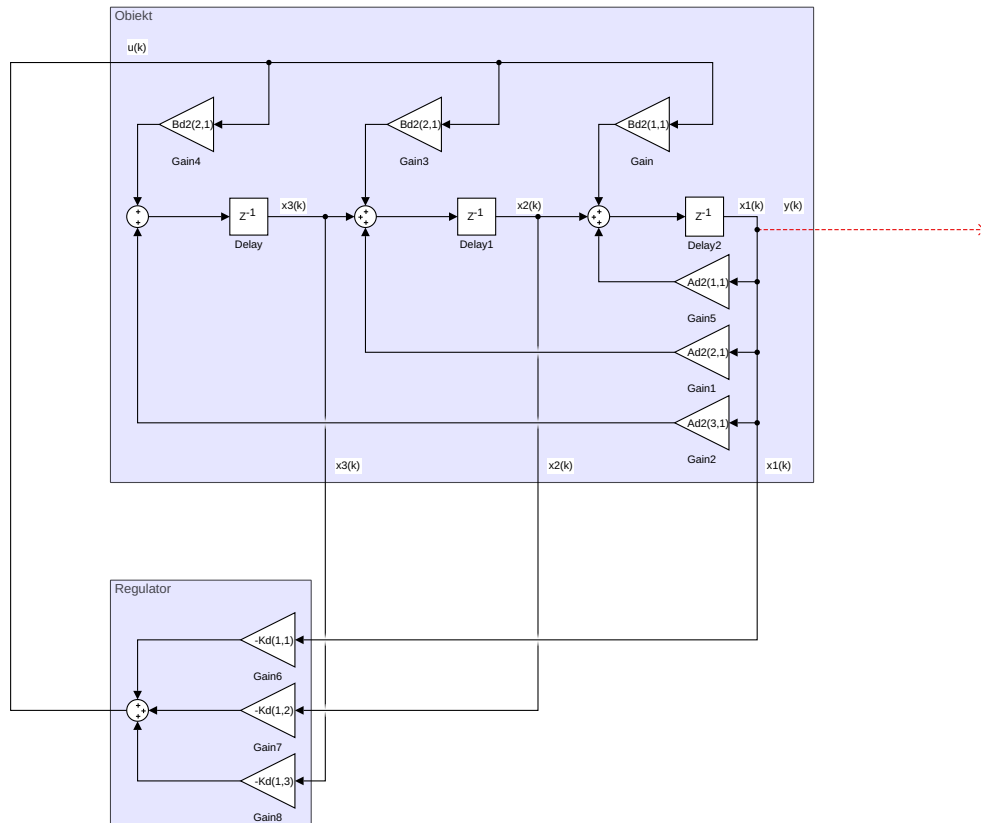 Obiekt
u(k)
Bd2(2,1)
Bd2(2,1)
Bd2(1,1)
Gain4
Gain3
Gain
x3(k)
x2(k)
x1(k)
y(k)
+
+
Z-1
+
+
+
Z-1
+
+
+
Z-1
Delay
Delay1
Delay2
Ad2(1,1)
Gain5
Ad2(2,1)
Gain1
Ad2(3,1)
Gain2
x3(k)
x2(k)
x1(k)
Regulator
-Kd(1,1)
Gain6
+
+
+
-Kd(1,2)
Gain7
-Kd(1,3)
Gain8